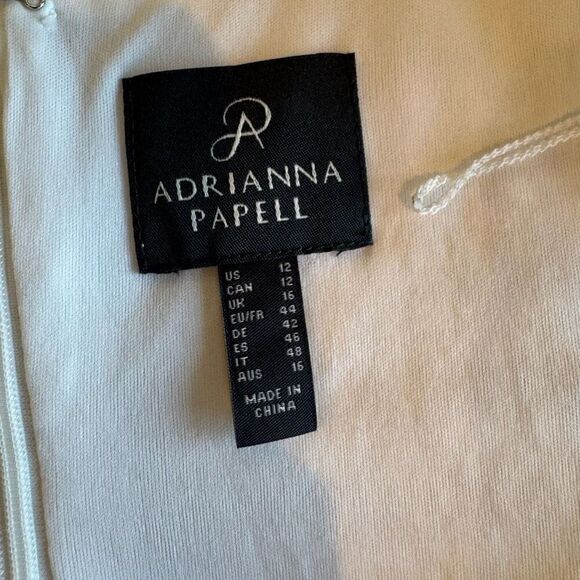 AP
ADRIANNA
PAPELL
US 12
CAN 12
UK 16
EU/FR 44
DE 42
ES 46
IT 48
AUS 16
MADE IN
CHINA